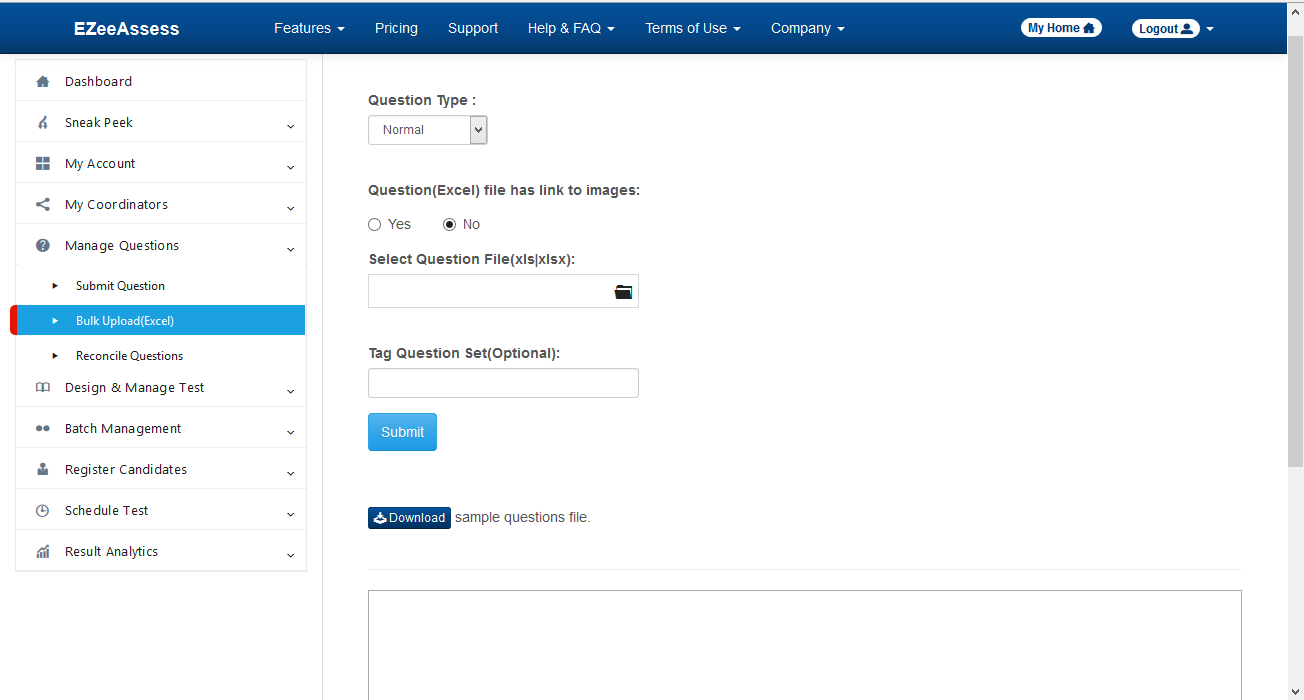 EZeeAssess Features Pricing Support Help & FAQ Terms of Use Company My Home Logout
Dashboard
Sneak Peek
My Account
My Coordinators
Manage Questions
Submit Question
Bulk Upload(Excel)
Reconcile Questions
Design & Manage Test
Batch Management
Register Candidates
Schedule Test
Result Analytics
Question Type :
Normal
Question(Excel) file has link to images:
Yes No
Select Question File(xls|xlsx):
Tag Question Set(Optional):
Submit
Download sample questions file.